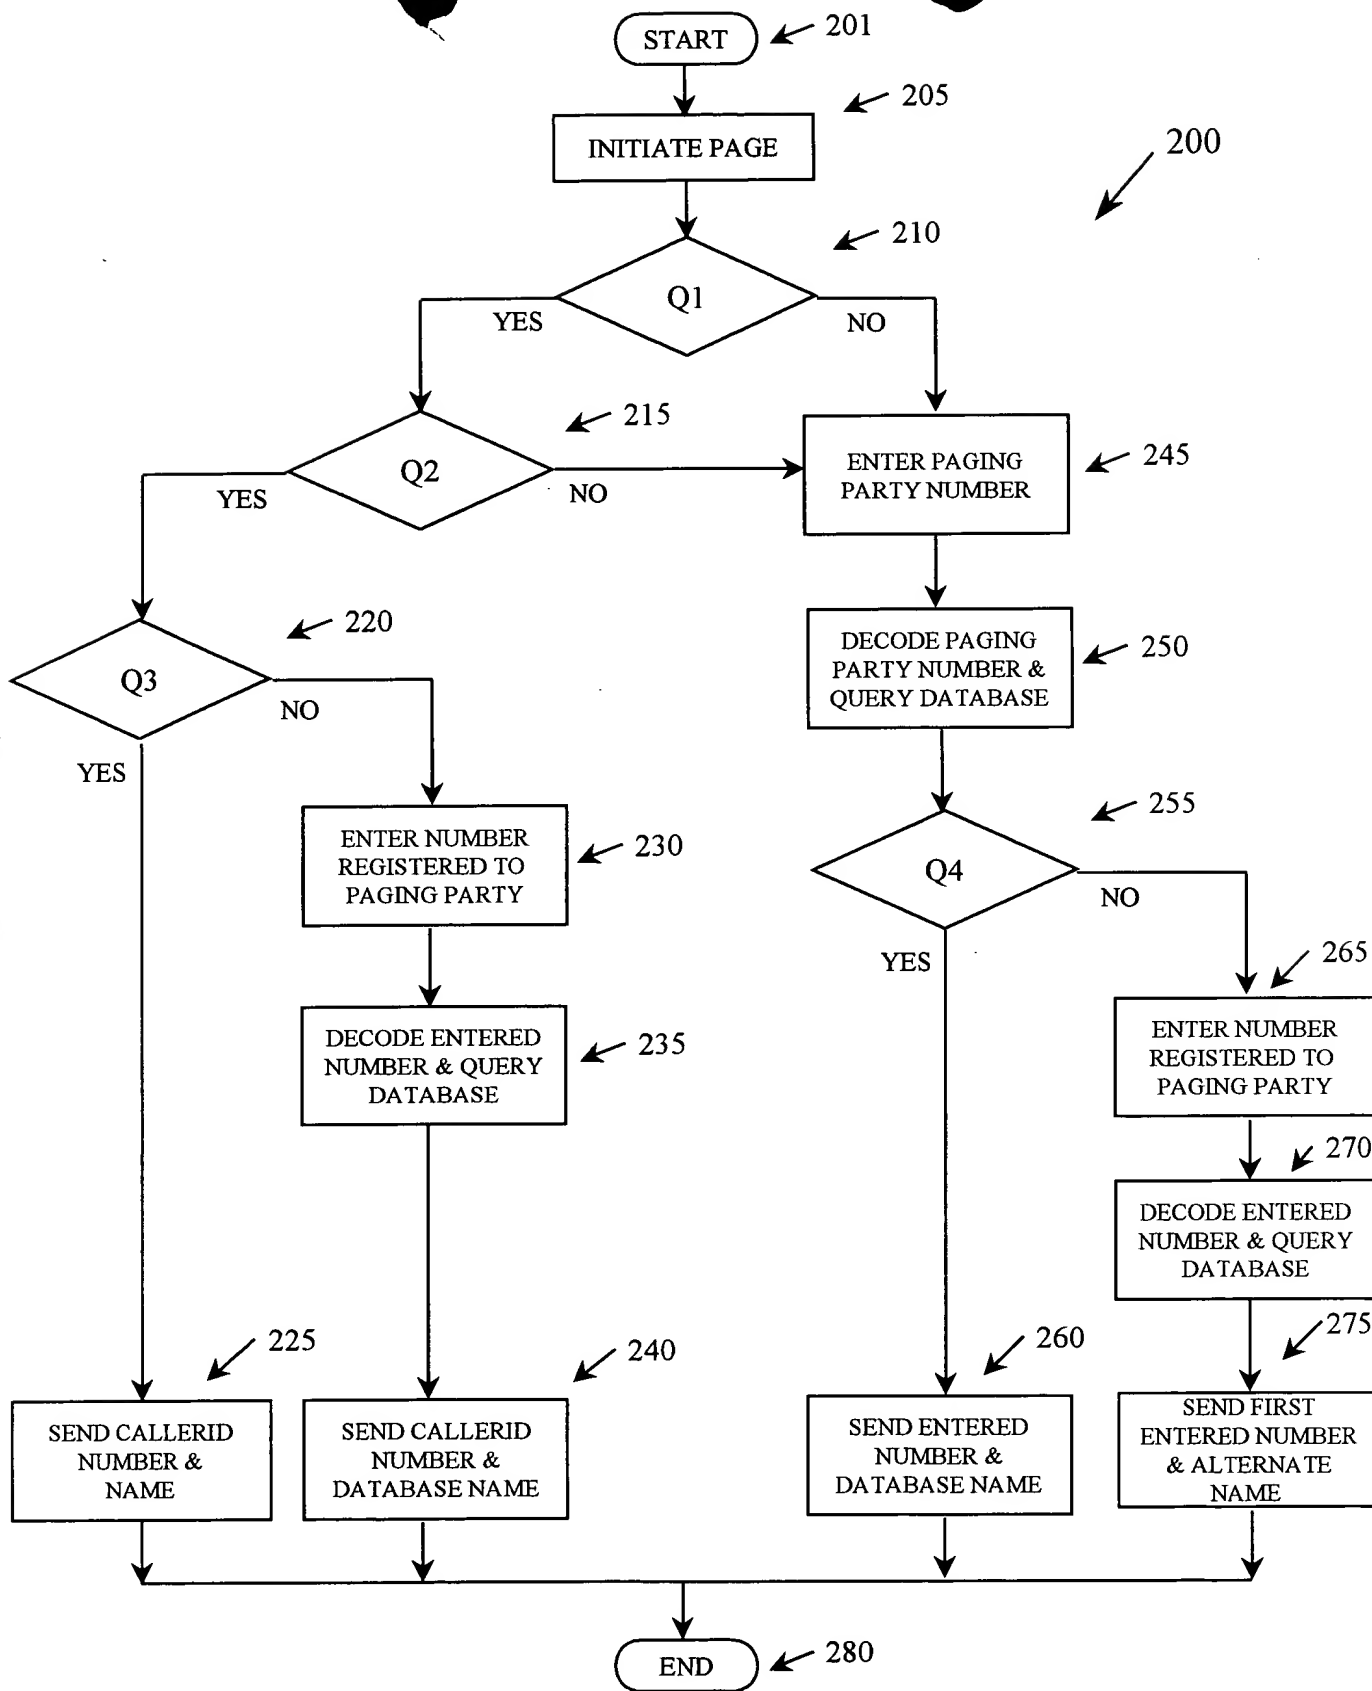 START
201
205
INITIATE PAGE
200
210
Q1
YES
NO
215
Q2
YES
NO
ENTER PAGING
PARTY NUMBER
245
220
Q3
NO
YES
DECODE PAGING
PARTY NUMBER &
QUERY DATABASE
250
255
Q4
NO
YES
ENTER NUMBER
REGISTERED TO
PAGING PARTY
230
265
ENTER NUMBER
REGISTERED TO
PAGING PARTY
DECODE ENTERED
NUMBER & QUERY
DATABASE
235
270
DECODE ENTERED
NUMBER & QUERY
DATABASE
225
240
260
275
SEND CALLERID
NUMBER &
NAME
SEND CALLERID
NUMBER &
DATABASE NAME
SEND ENTERED
NUMBER &
DATABASE NAME
SEND FIRST
ENTERED NUMBER
& ALTERNATE
NAME
END
280